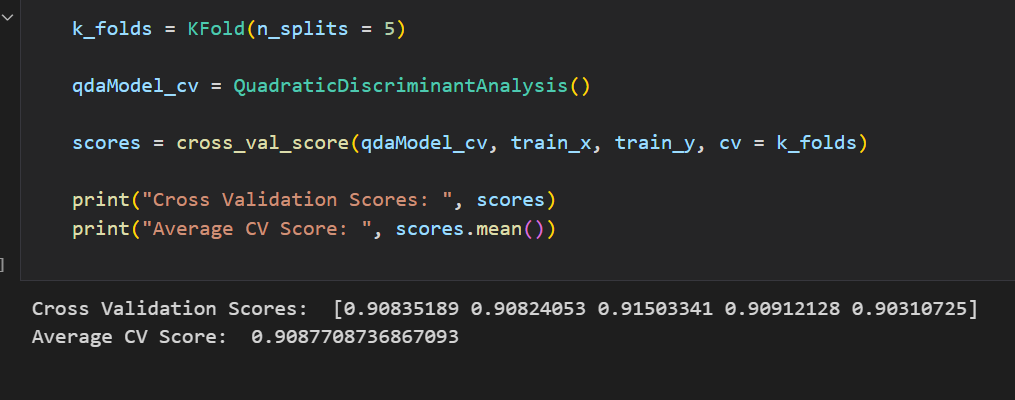 k_folds = KFold(n_splits = 5)
qdaModel_cv = QuadraticDiscriminantAnalysis()
scores = cross_val_score(qdaModel_cv, train_x, train_y, cv = k_folds)
print("Cross Validation Scores: ", scores)
print("Average CV Score: ", scores.mean())
]
Cross Validation Scores:  [0.90835189 0.90824053 0.91503341 0.90912128 0.90310725]
Average CV Score:  0.9087708736867093